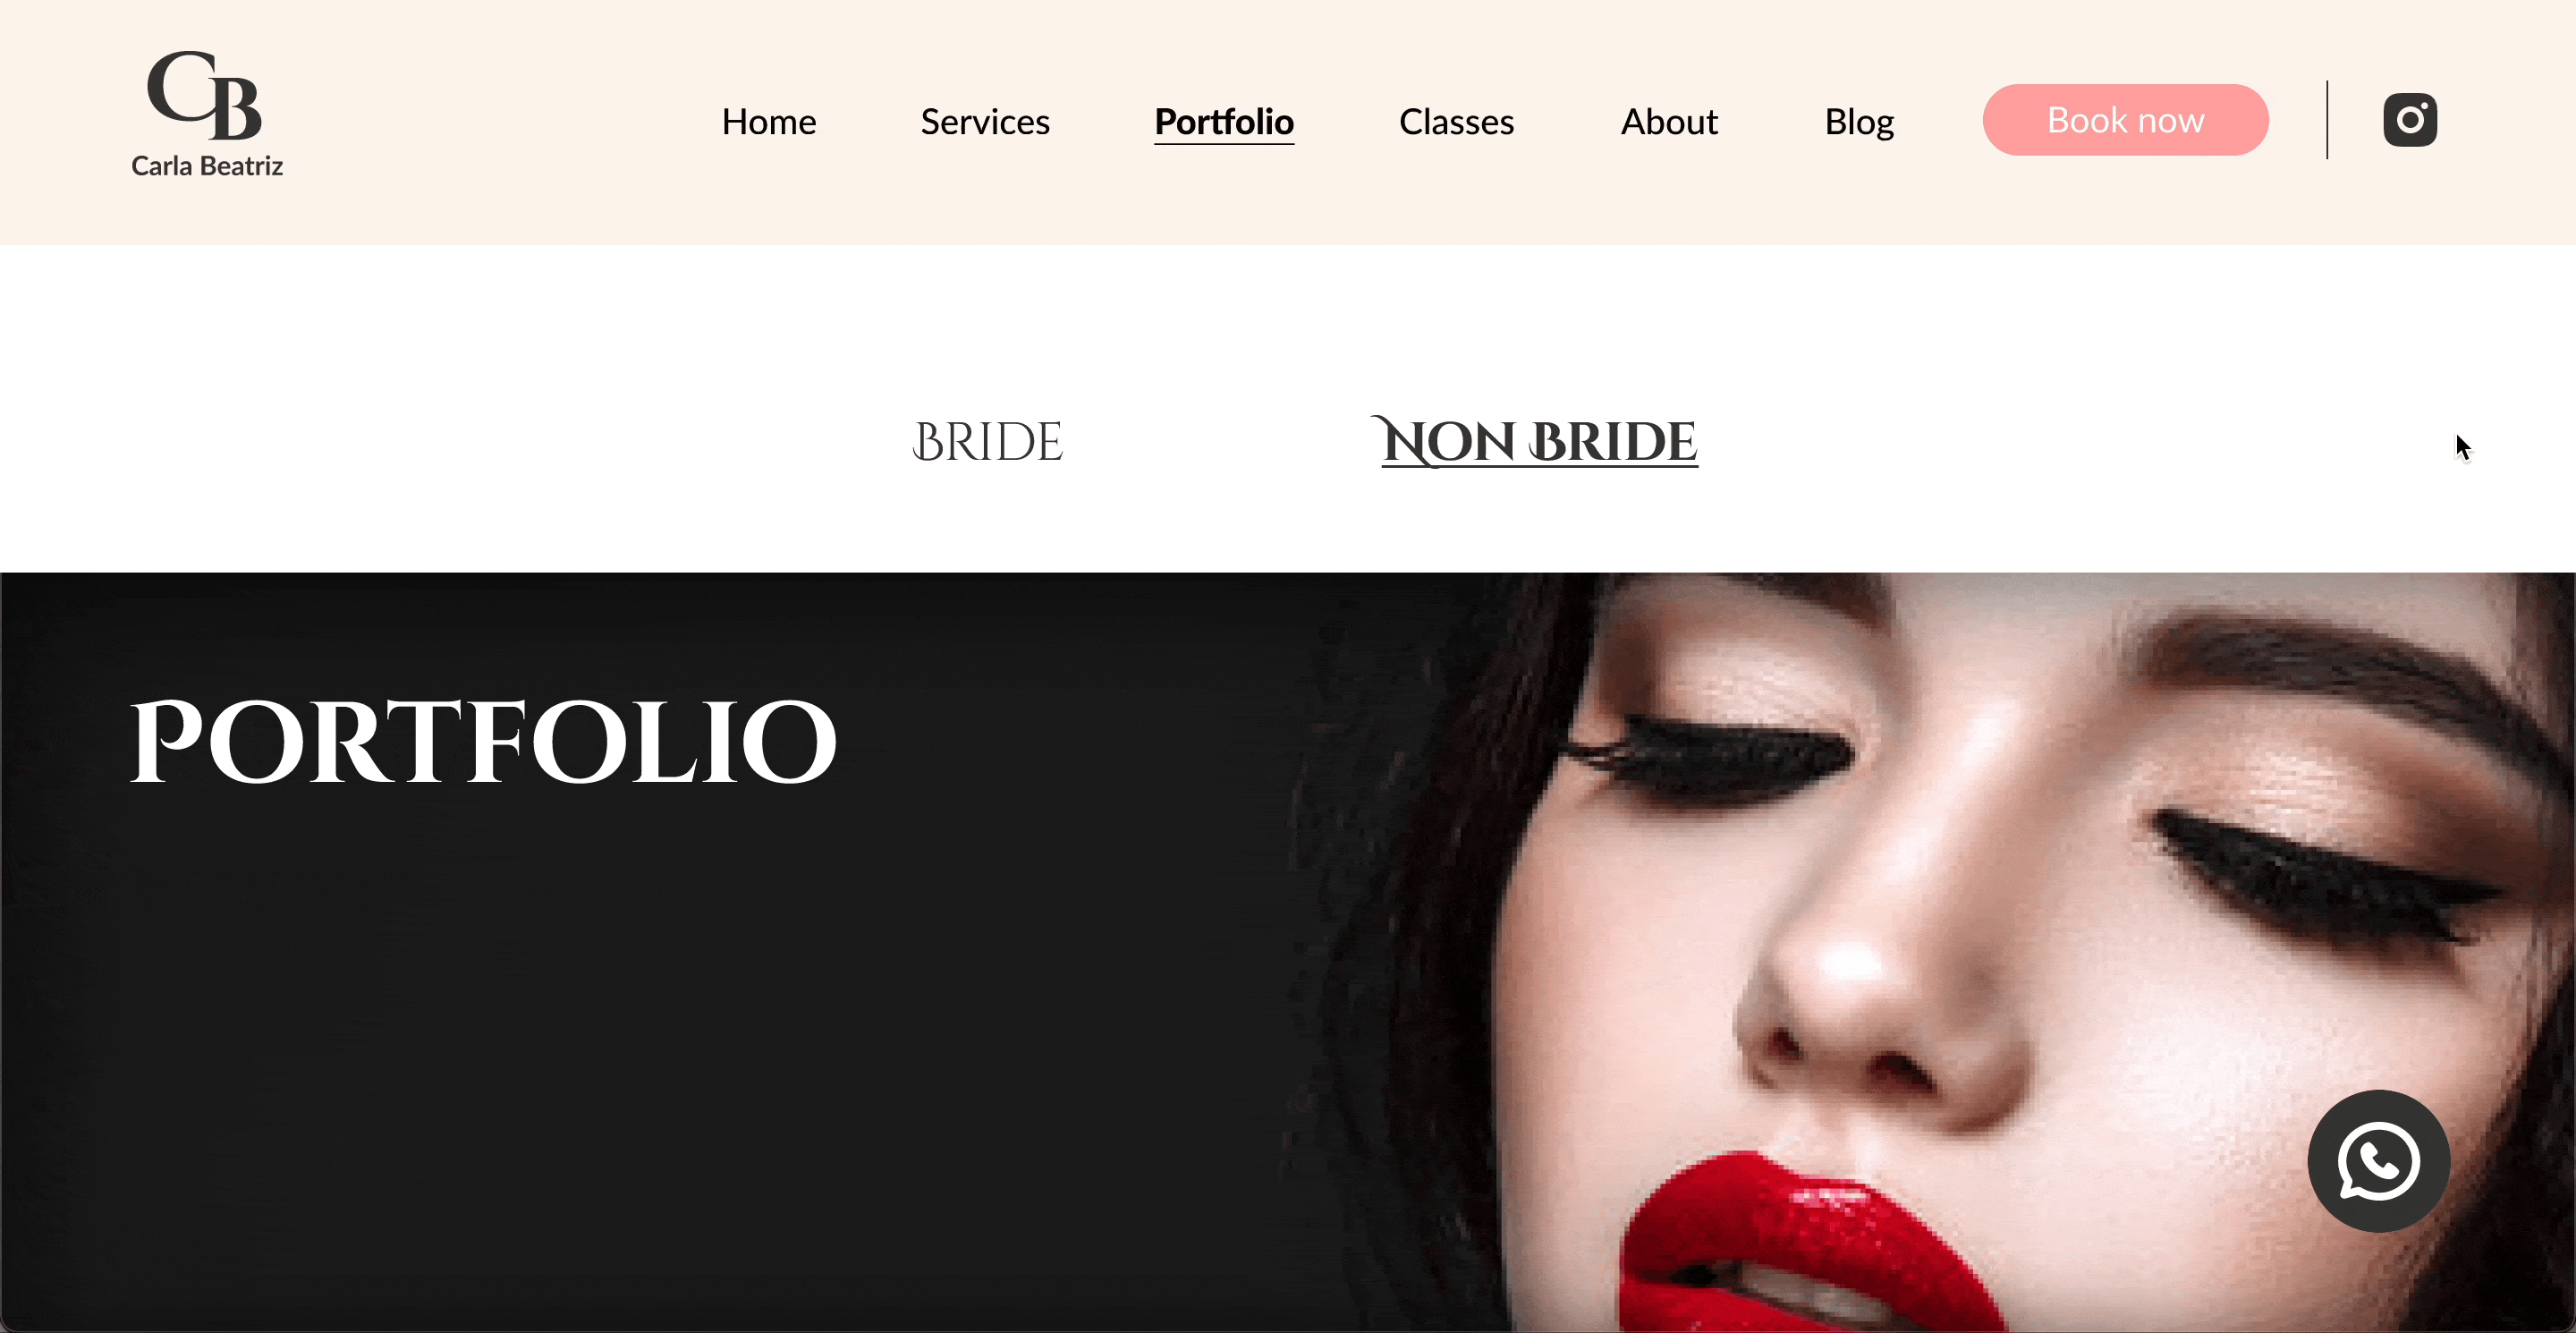 CB
Carla Beatriz
Home Services Portfolio Classes About Blog Book now
BRIDE NON BRIDE
PORTFOLIO